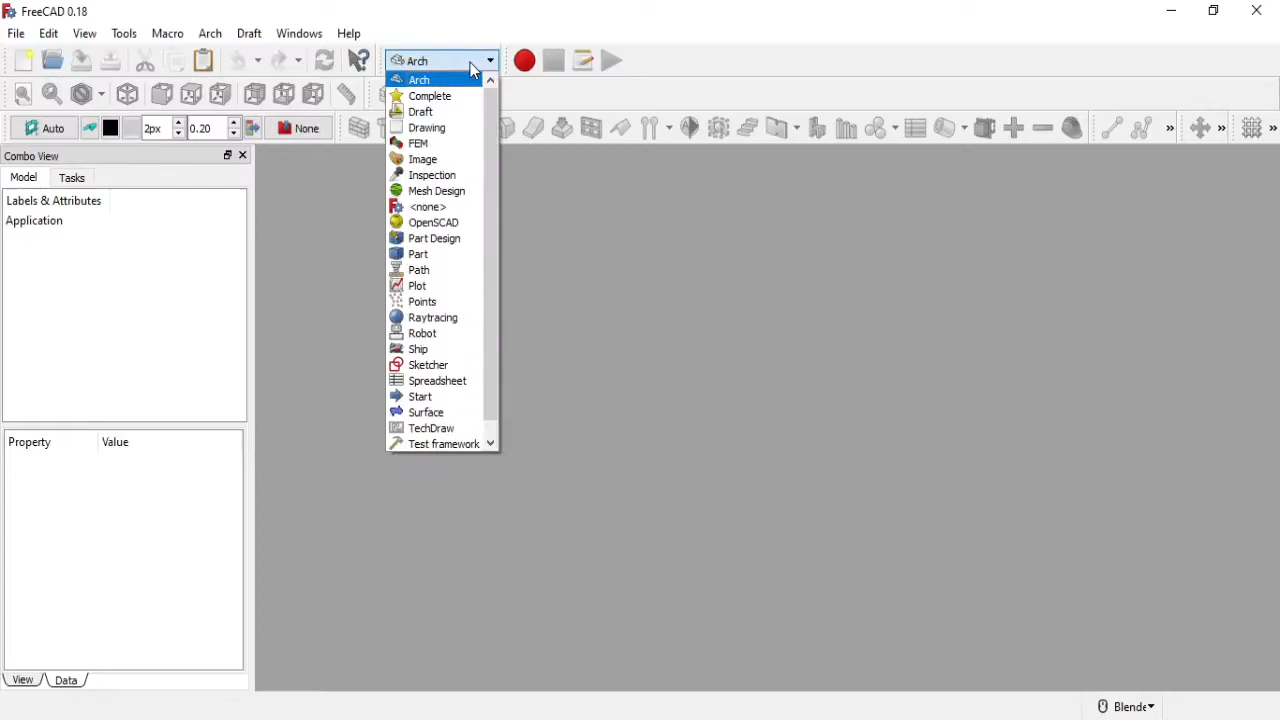 FreeCAD 0.18
File Edit View Tools Macro Arch Draft Windows Help
Arch
Auto 2px 0.20 None » » »
Combo View
Model Tasks
Labels & Attributes
Application
Property Value
View Data
Arch
Complete
Draft
Drawing
FEM
Image
Inspection
Mesh Design
<none>
OpenSCAD
Part Design
Part
Path
Plot
Points
Raytracing
Robot
Ship
Sketcher
Spreadsheet
Start
Surface
TechDraw
Test framework
Blende